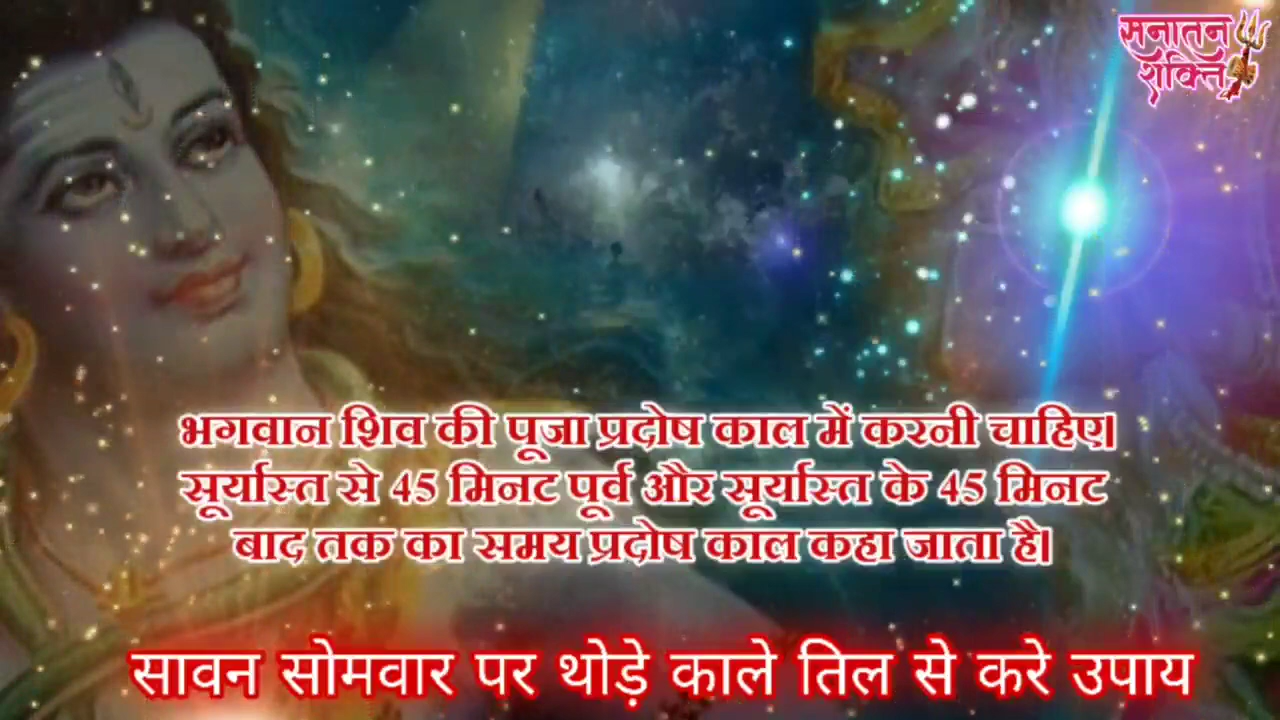 सनातन
शक्ति
भगवान शिव की पूजा प्रदोष काल में करनी चाहिए।
सूर्यास्त से 45 मिनट पूर्व और सूर्यास्त के 45 मिनट
बाद तक का समय प्रदोष काल कहा जाता है।
सावन सोमवार पर थोड़े काले तिल से करे उपाय